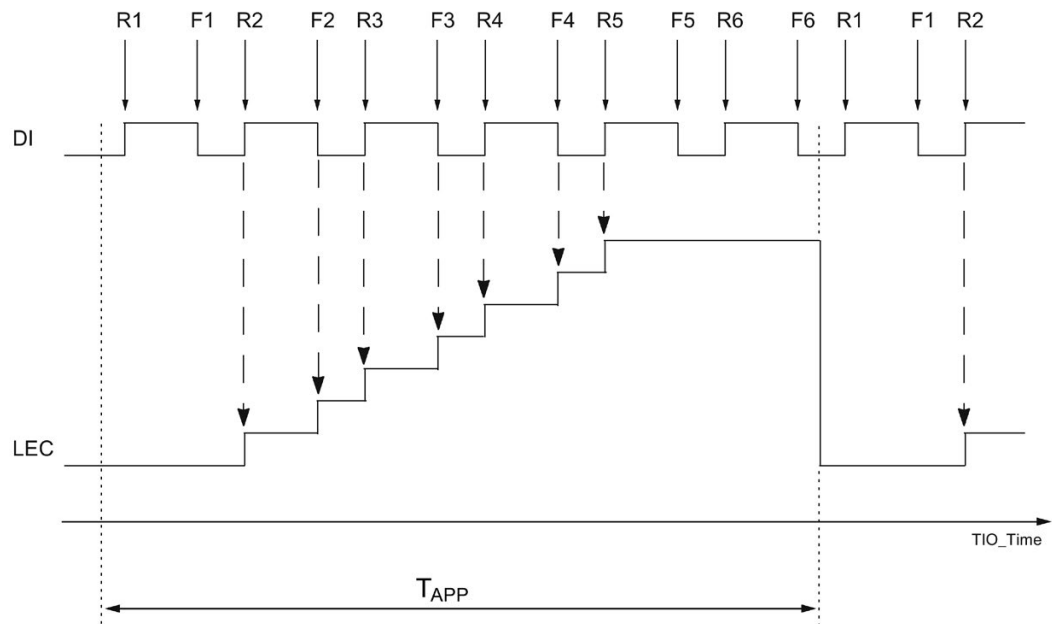 R1 F1 R2 F2 R3 F3 R4 F4 R5 F5 R6 F6 R1 F1 R2
DI
LEC
TIO_Time
TAPP